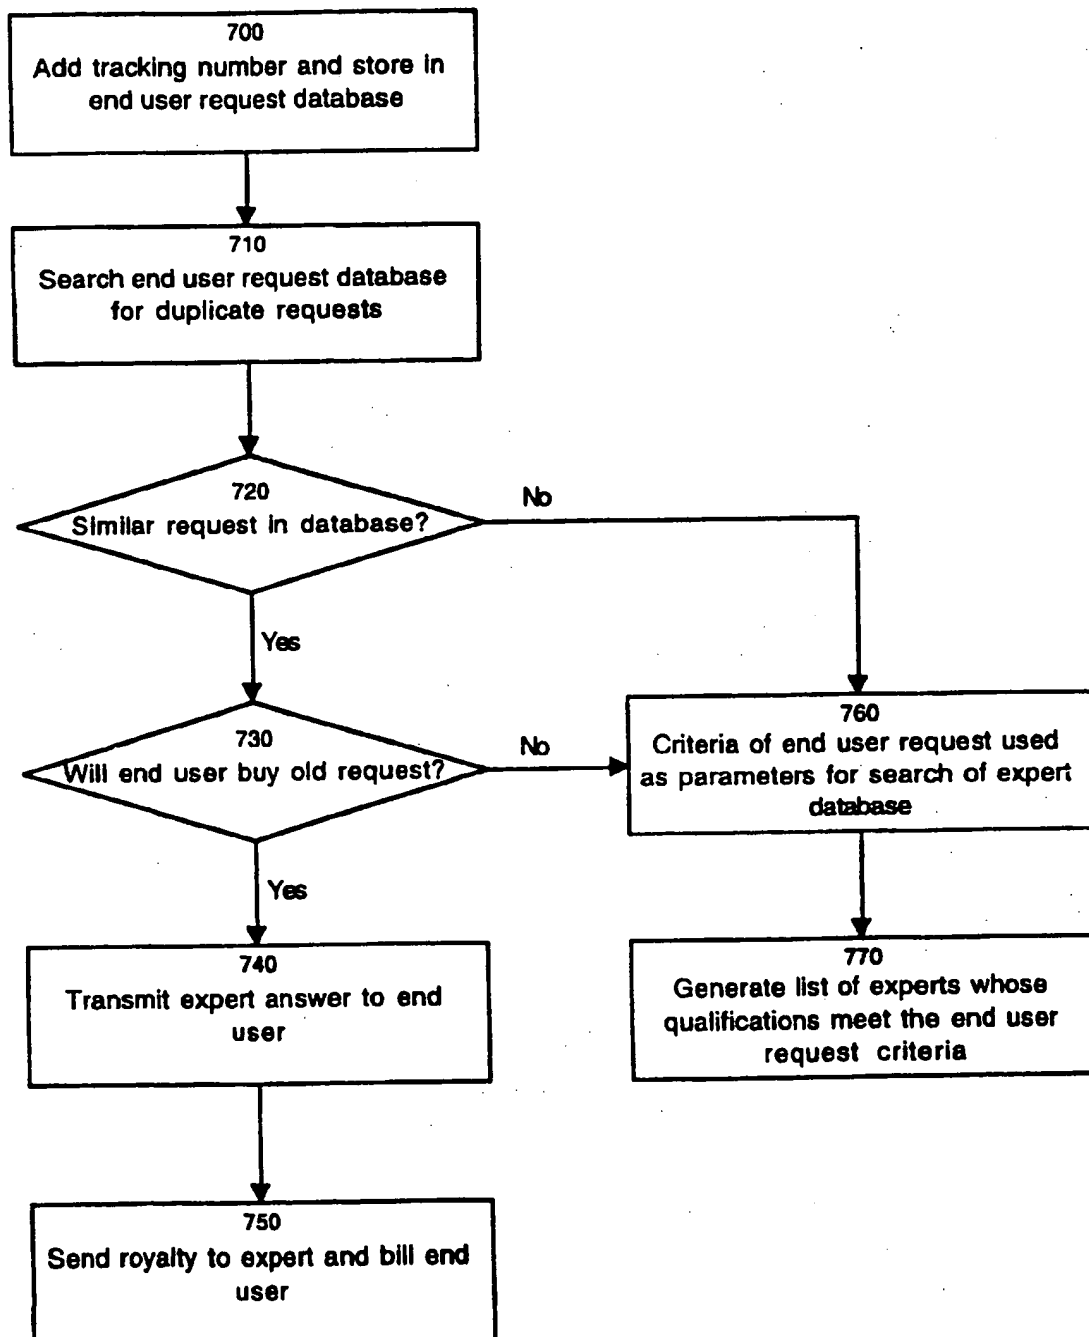 700
Add tracking number and store in
end user request database
710
Search end user request database
for duplicate requests
720
Similar request in database?
No
Yes
730
Will end user buy old request?
No
760
Criteria of end user request used
as parameters for search of expert
database
Yes
740
Transmit expert answer to end
user
770
Generate list of experts whose
qualifications meet the end user
request criteria
750
Send royalty to expert and bill end
user